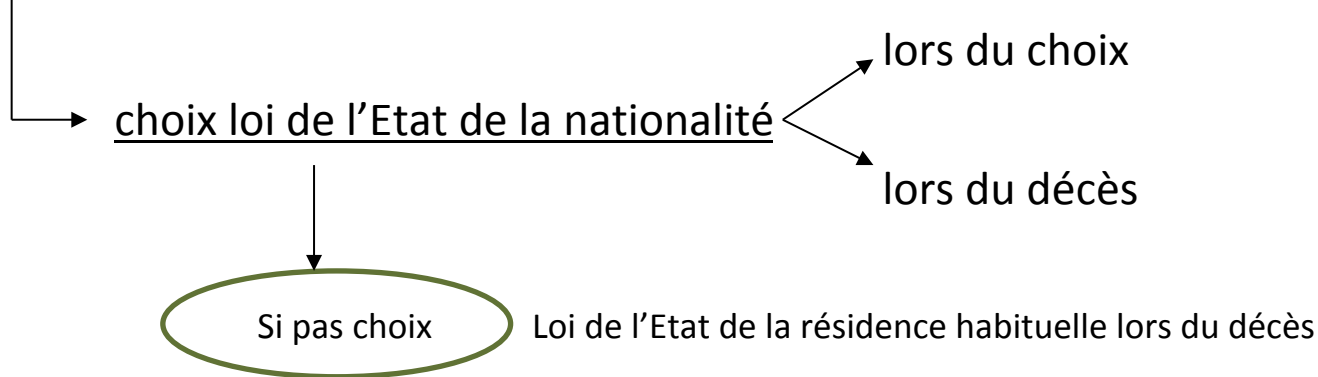 lors du choix
choix loi de l’Etat de la nationalité
lors du décès
Si pas choix Loi de l’Etat de la résidence habituelle lors du décès